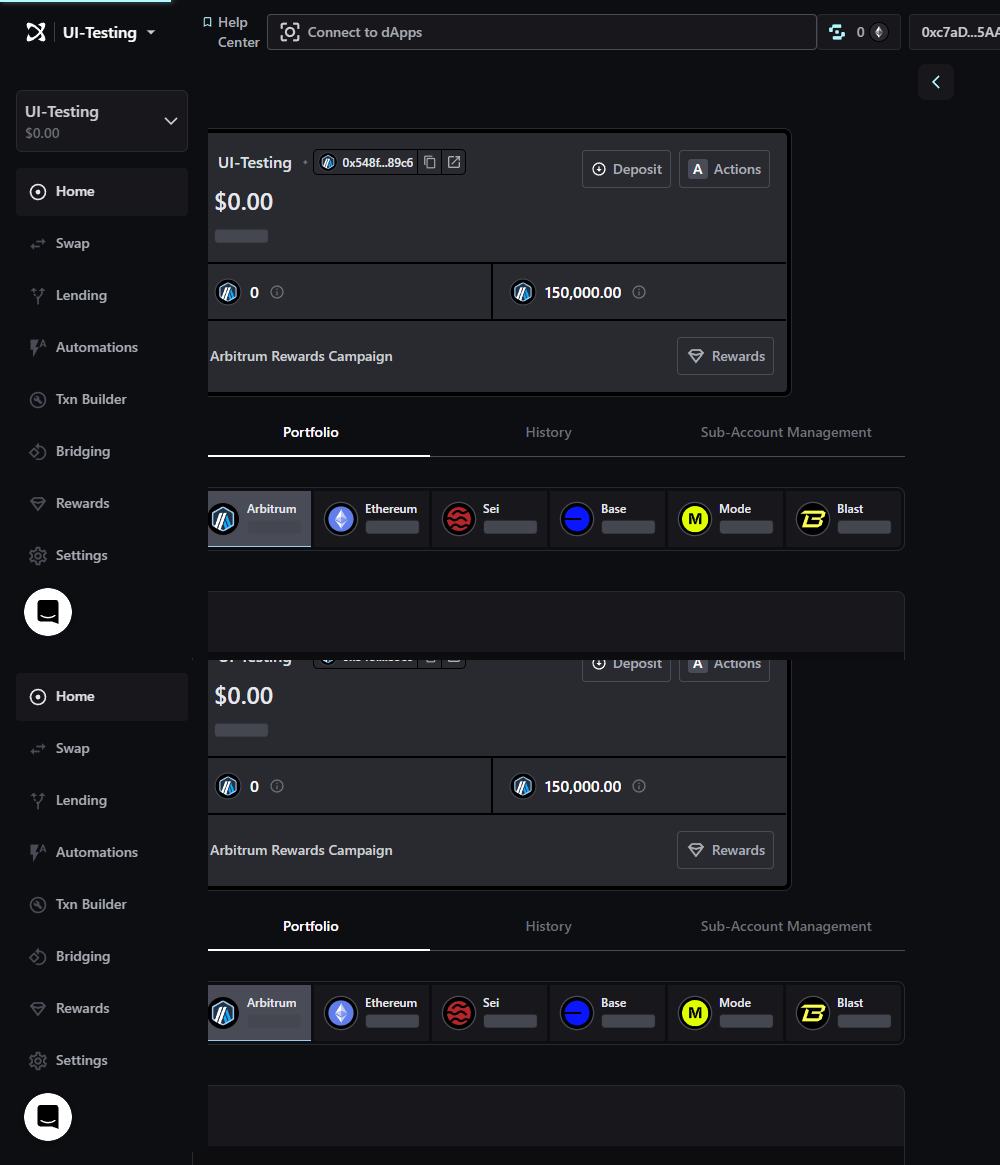 UI-Testing
Help
Center
Connect to dApps
0
0xc7aD...5AA
UI-Testing
$0.00
Home
Swap
Lending
Automations
Txn Builder
Bridging
Rewards
Settings
UI-Testing
0x548f...89c6
Deposit
A Actions
$0.00
0
150,000.00
Arbitrum Rewards Campaign
Rewards
Portfolio
History
Sub-Account Management
Arbitrum
Ethereum
Sei
Base
M
Mode
Blast
Home
Swap
Lending
Automations
Txn Builder
Bridging
Rewards
Settings
UI-Testing
Deposit
A Actions
$0.00
0
150,000.00
Arbitrum Rewards Campaign
Rewards
Portfolio
History
Sub-Account Management
Arbitrum
Ethereum
Sei
Base
M
Mode
Blast